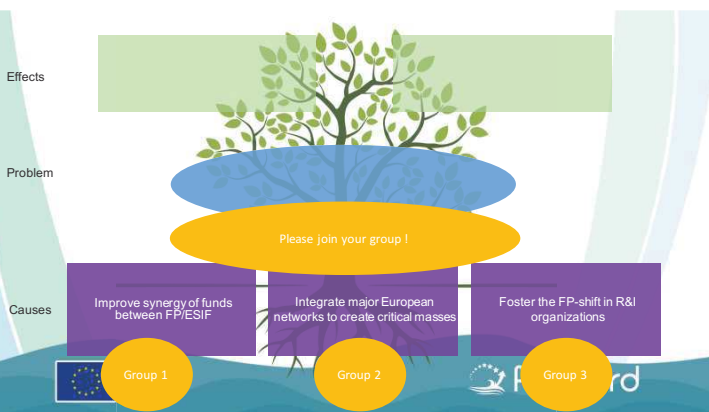 Effects
Problem
Please join your group !
Causes
Improve synergy of funds
between FP/ESIF
Integrate major European
networks to create critical masses
Foster the FP-shift in R&I
organizations
Group 1
Group 2
Group 3